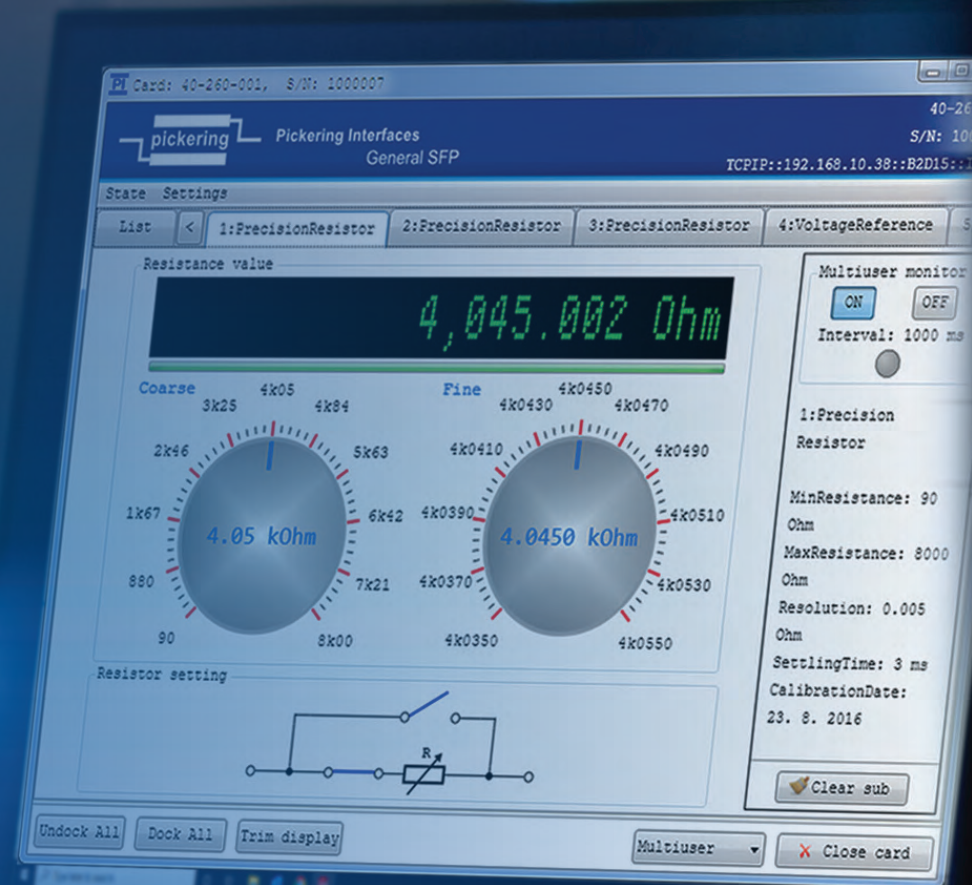 PI Card: 40-260-001, S/N: 1000007
pickering
Pickering Interfaces
General SFP
40-26
S/N: 10
TCPIP::192.168.10.38::B2D15::
State Settings
List < 1:PrecisionResistor 2:PrecisionResistor 3:PrecisionResistor 4:VoltageReference
Resistance value
4,045.002 Ohm
Coarse
90
880
1k67
2k46
3k25
4k05
4k84
5k63
6k42
7k21
8k00
4.05 kOhm
Fine
4k0350
4k0370
4k0390
4k0410
4k0430
4k0450
4k0470
4k0490
4k0510
4k0530
4k0550
4.0450 kOhm
Resistor setting
R
Multiuser monitor
ON OFF
Interval: 1000 ms
1:Precision
Resistor
MinResistance: 90
Ohm
MaxResistance: 8000
Ohm
Resolution: 0.005
Ohm
SettlingTime: 3 ms
CalibrationDate:
23. 8. 2016
Clear sub
Undock All Dock All Trim display Multiuser Close card